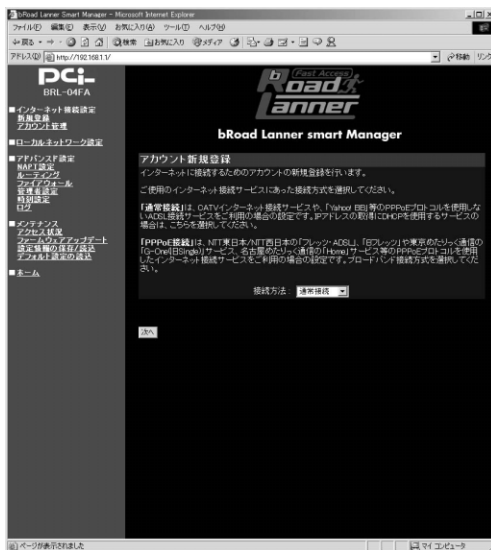 bRoad Lanner Smart Manager - Microsoft Internet Explorer
ファイル(F) 編集(E) 表示(V) お気に入り(A) ツール(T) ヘルプ(H)
戻る 検索 お気に入り メディア
アドレス(D) http://192.168.1.1/ 移動 リンク
PCi
BRL-04FA
■インターネット接続設定
新規登録
アカウント管理
■ローカルネットワーク設定
■アドバンスド設定
NAPT設定
ルーティング
ファイアウォール
管理者設定
時刻設定
ログ
■メンテナンス
アクセス状況
ファームウェアアップデート
設定情報の保存/読込
デフォルト設定の読込
■ホーム
b (Fast Access)
Road
Lanner
bRoad Lanner smart Manager
アカウント新規登録
インターネットに接続するためのアカウントの新規登録を行います。
ご使用のインターネット接続サービスにあった接続方式を選択してください。
「通常接続」は、CATVインターネット接続サービスや、「Yahoo! BB」等のPPPoEプロトコルを使用しな
いADSL接続サービスをご利用の場合の設定です。IPアドレスの取得にDHCPを使用するサービスの
場合は、こちらを選択してください。
「PPPoE接続」は、NTT東日本/NTT西日本の「フレッツ・ADSL」、「Bフレッツ」や東京めたりっく通信の
「G-One(旧Single)」サービス、名古屋めたりっく通信の「Home」サービス等のPPPoEプロトコルを使用
したインターネット接続サービスをご利用の場合の設定です。ブロードバンド接続方式を選択してくだ
さい。
接続方法： 通常接続
次へ
ページが表示されました マイ コンピュータ